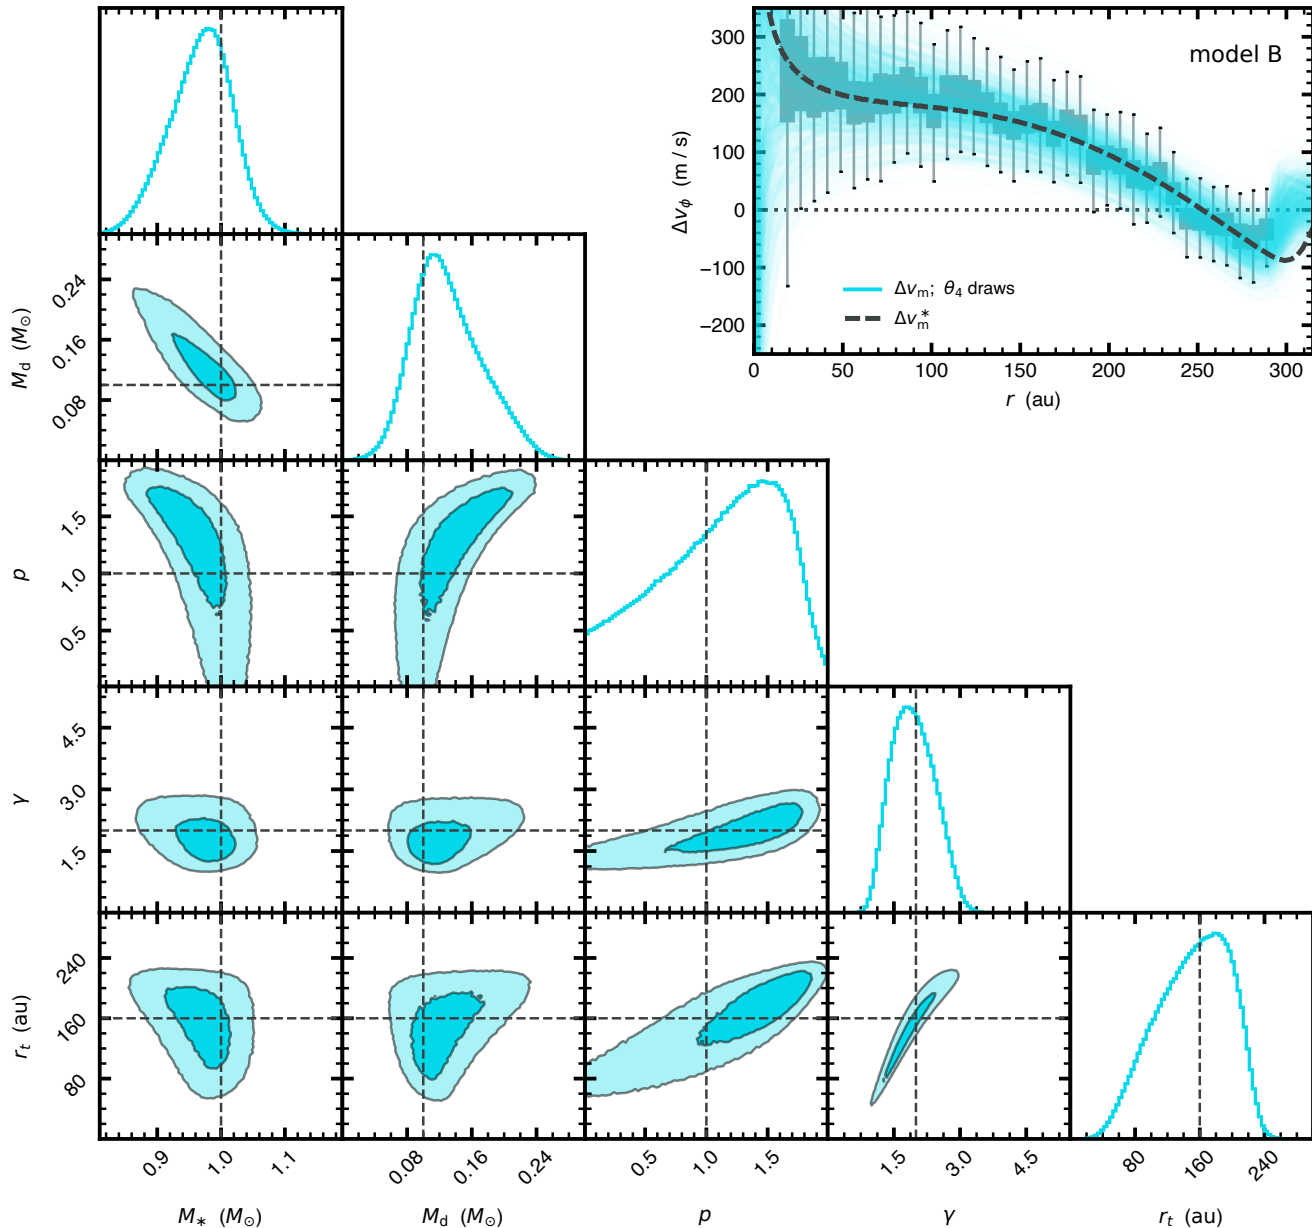 model B
300
200
100
0
−100
−200
Δv_ϕ (m / s)
Δv_m; θ_4 draws
Δv_m^*
0 50 100 150 200 250 300
r (au)
0.24
0.16
0.08
M_d (M_⊙)
1.5
1.0
0.5
p
4.5
3.0
1.5
γ
240
160
80
r_t (au)
0.9 1.0 1.1
0.08 0.16 0.24
0.5 1.0 1.5
1.5 3.0 4.5
80 160 240
M_* (M_⊙)
M_d (M_⊙)
p
γ
r_t (au)